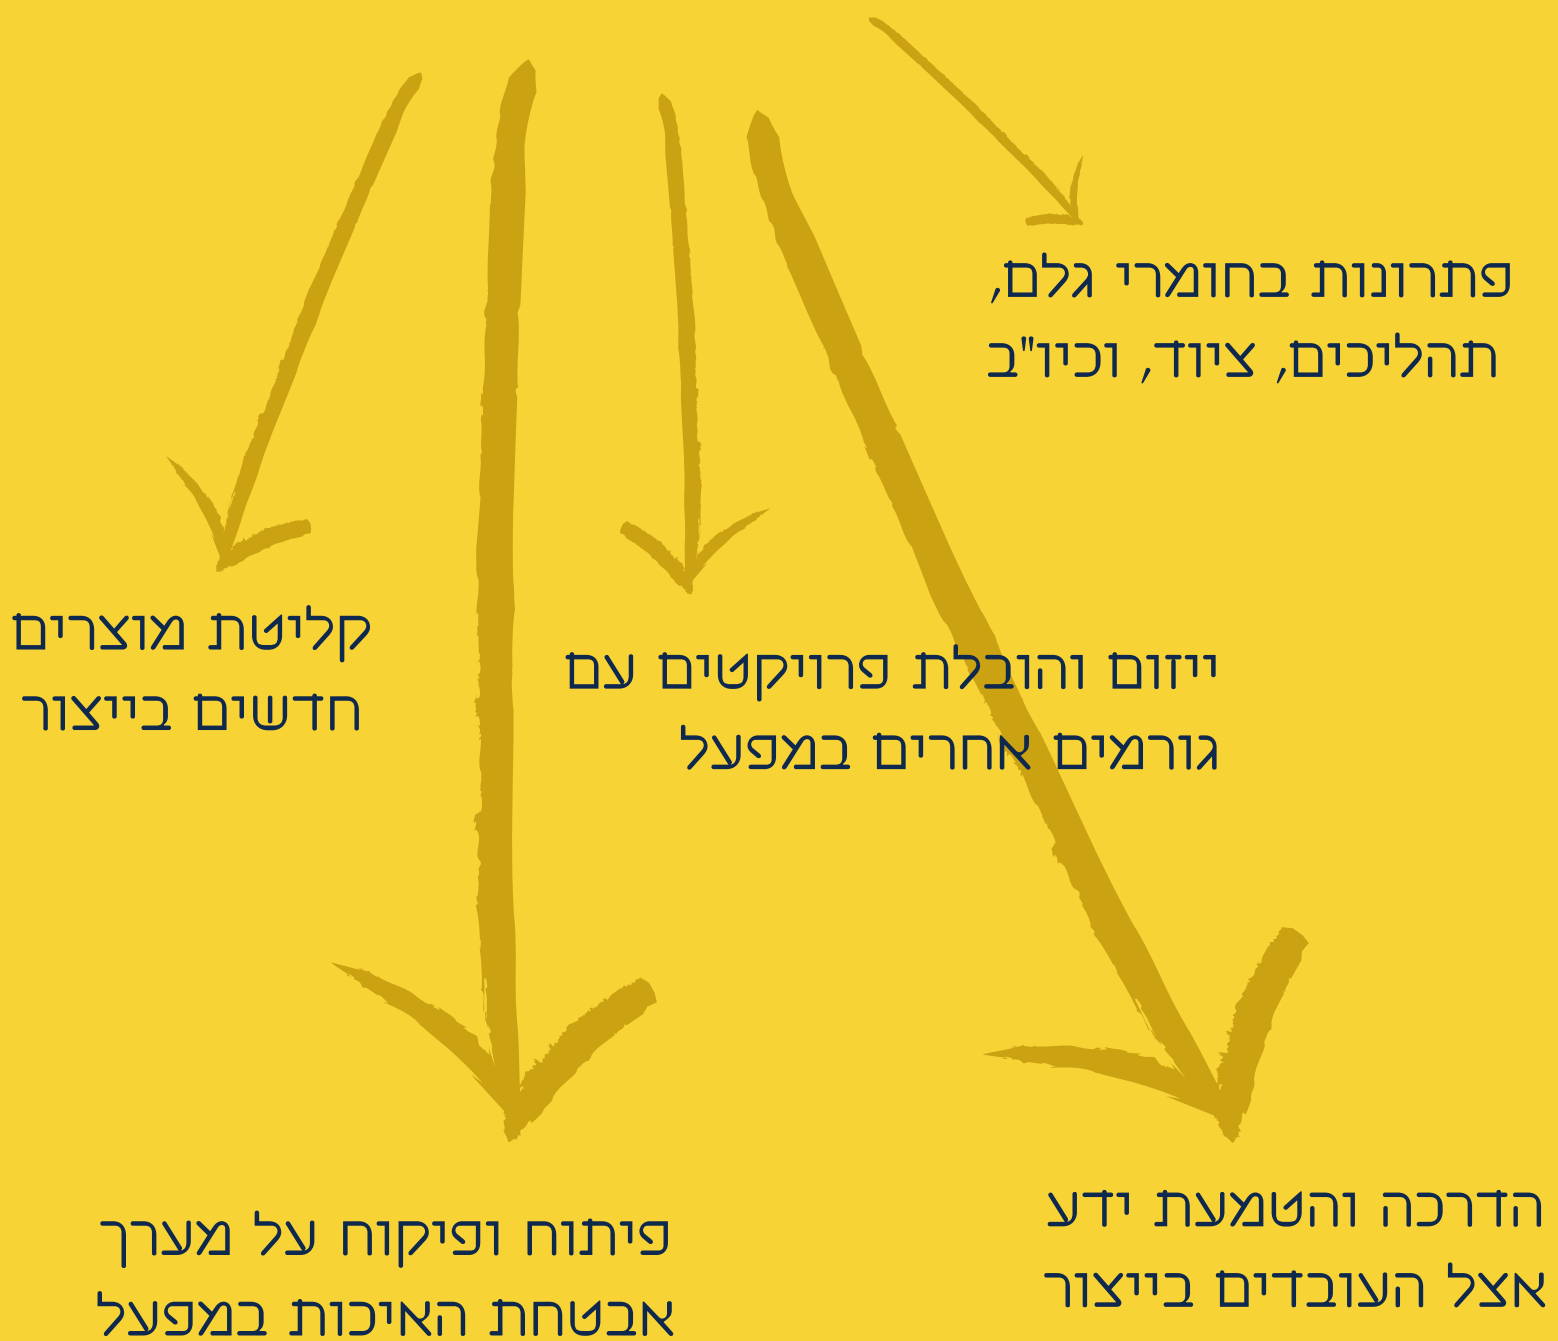 פתרונות בחומרי גלם,
תהליכים, ציוד, וכיו"ב
קליטת מוצרים
חדשים בייצור
ייזום והובלת פרויקטים עם
גורמים אחרים במפעל
הדרכה והטמעת ידע
אצל העובדים בייצור
פיתוח ופיקוח על מערך
אבטחת האיכות במפעל